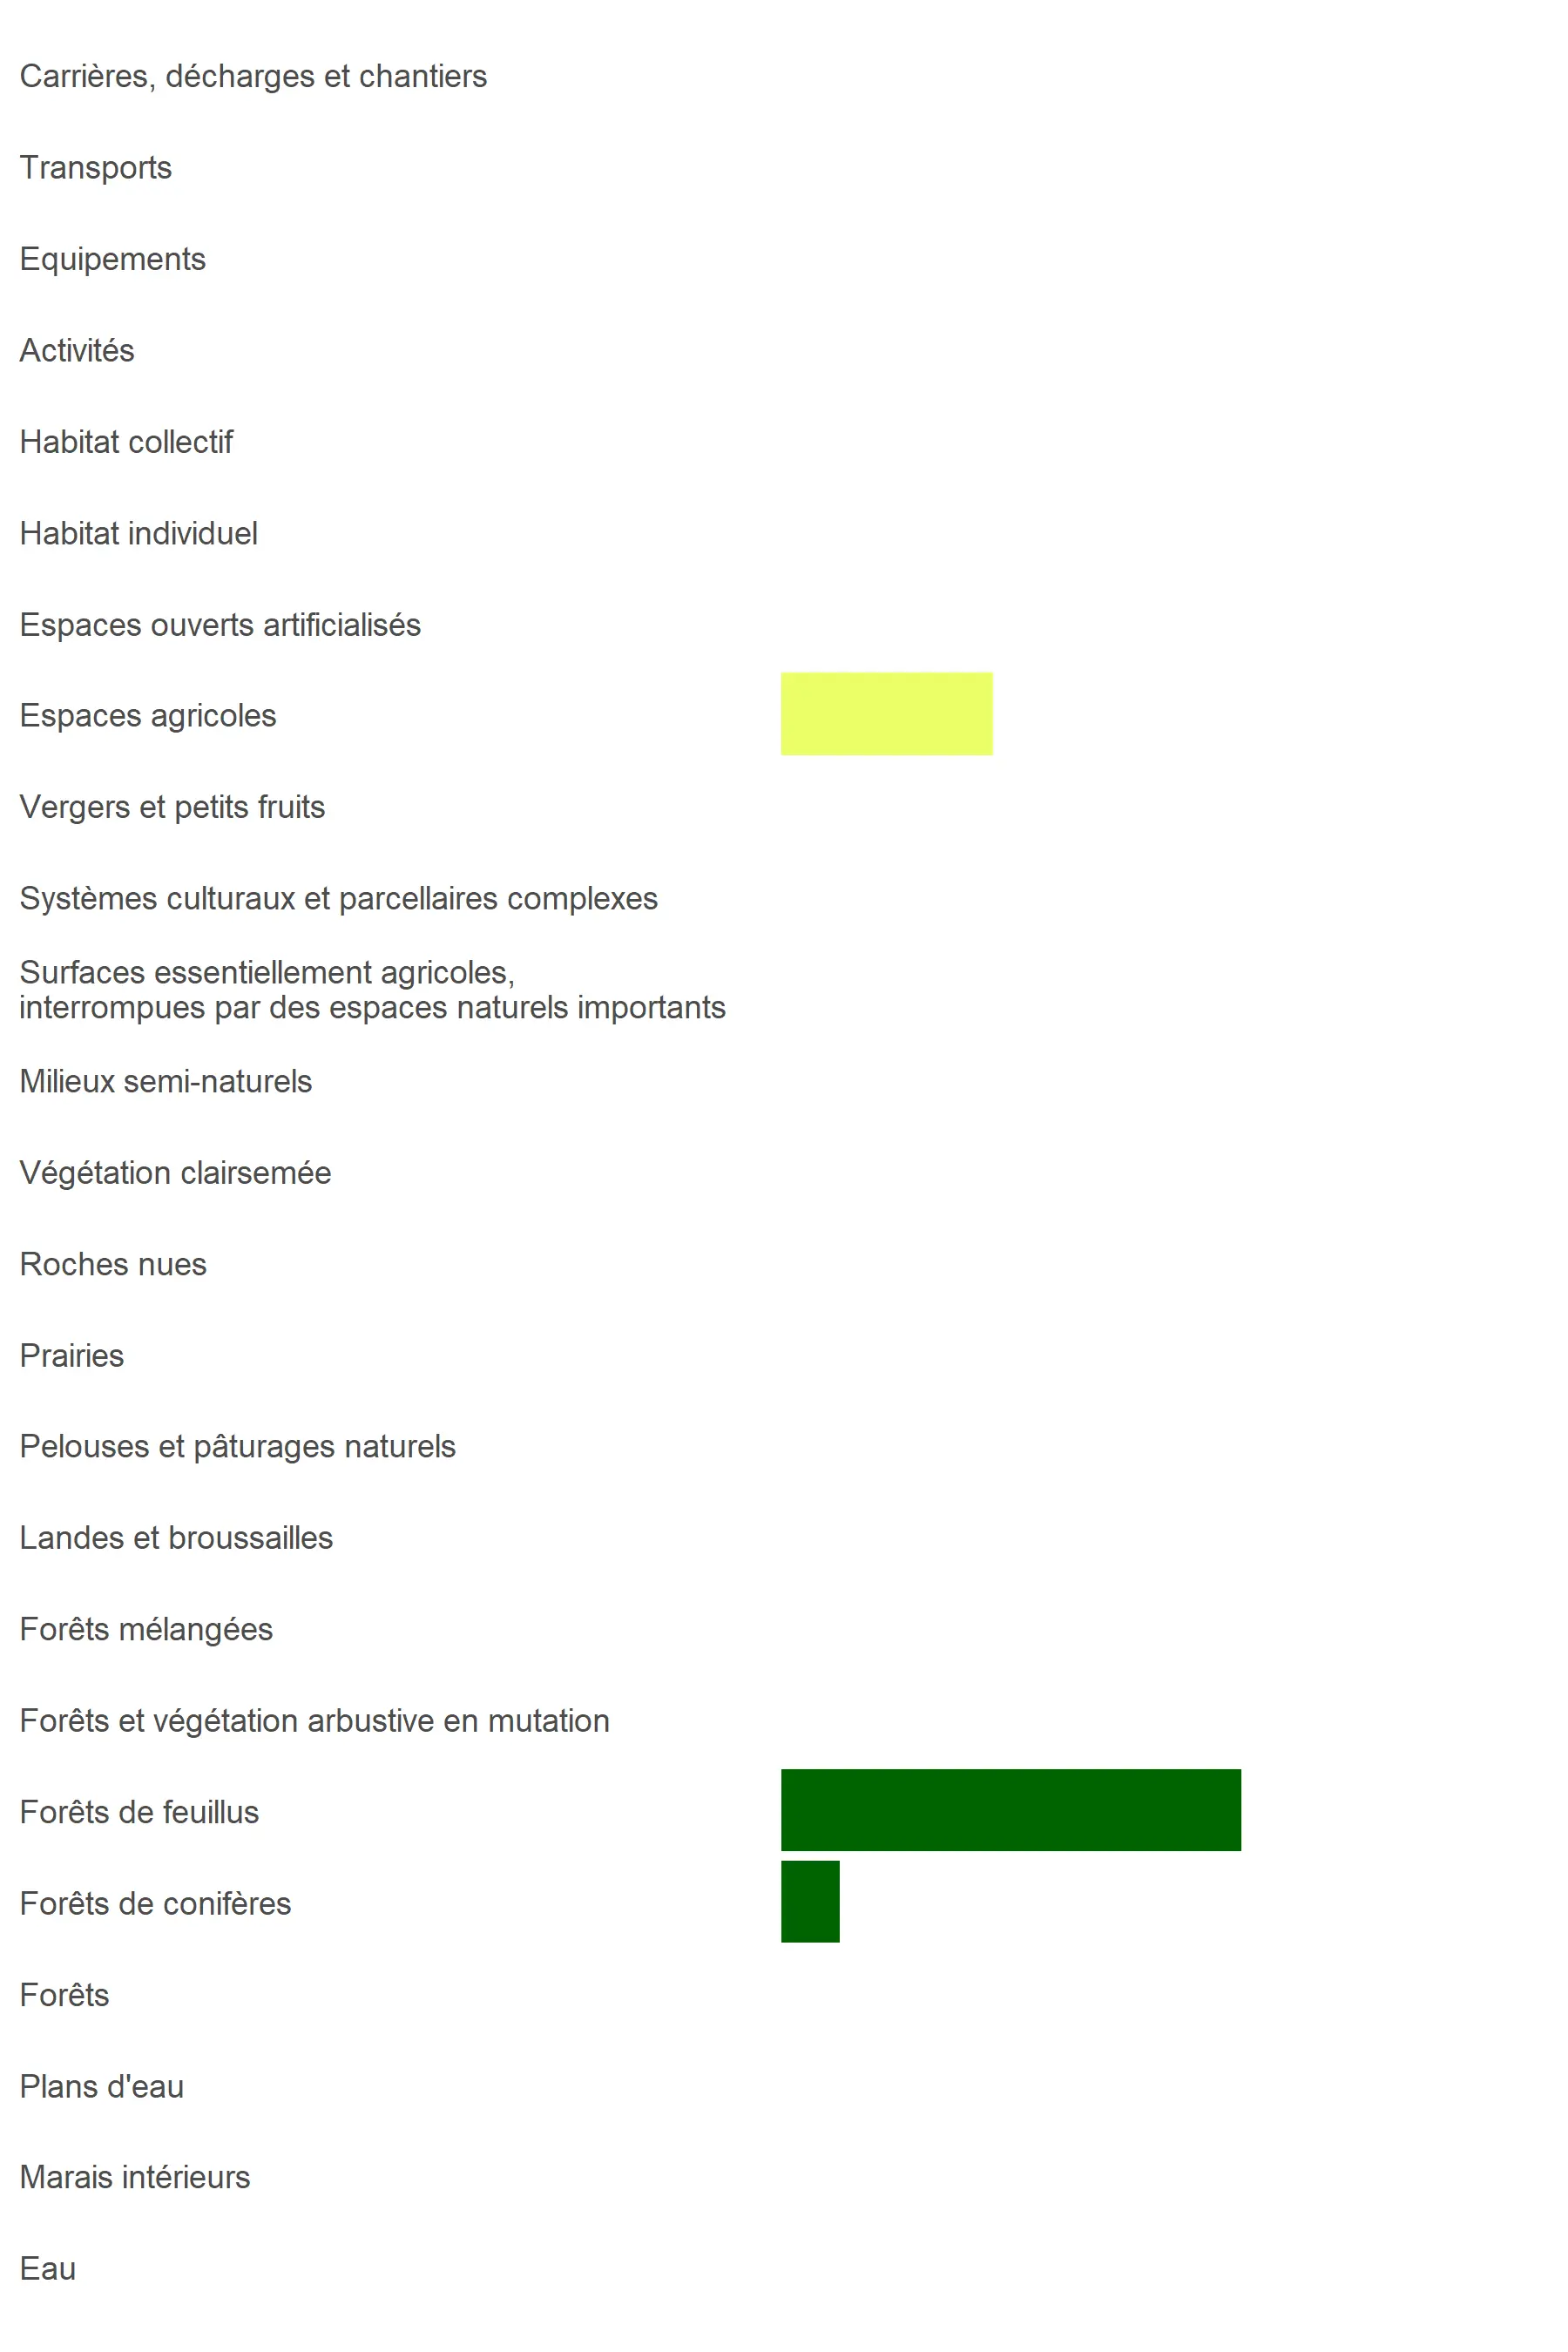 Carrières, décharges et chantiers
Transports
Equipements
Activités
Habitat collectif
Habitat individuel
Espaces ouverts artificialisés
Espaces agricoles
Vergers et petits fruits
Systèmes culturaux et parcellaires complexes
Surfaces essentiellement agricoles,
interrompues par des espaces naturels importants
Milieux semi-naturels
Végétation clairsemée
Roches nues
Prairies
Pelouses et pâturages naturels
Landes et broussailles
Forêts mélangées
Forêts et végétation arbustive en mutation
Forêts de feuillus
Forêts de conifères
Forêts
Plans d'eau
Marais intérieurs
Eau